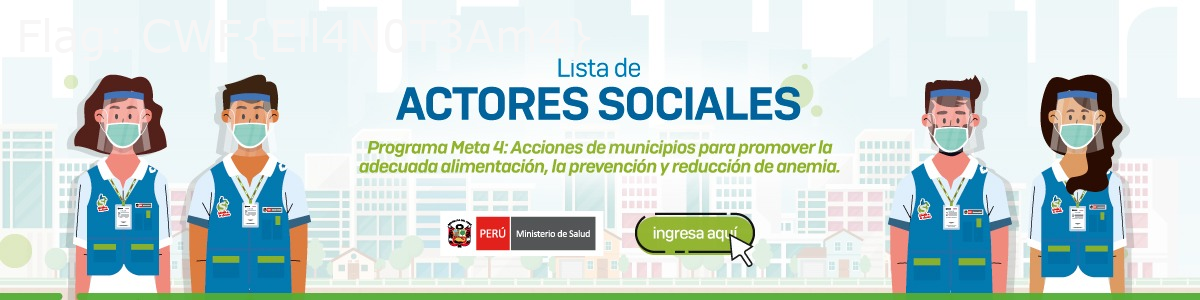 Lista de
ACTORES SOCIALES
Programa Meta 4: Acciones de municipios para promover la
adecuada alimentación, la prevención y reducción de anemia.
PERÚ
Ministerio de Salud
ingresa aquí